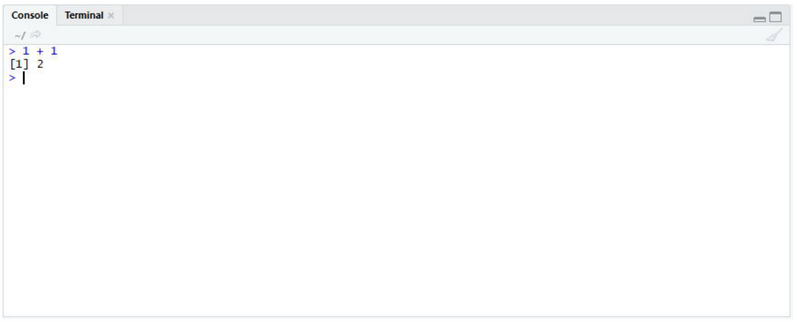 Console Terminal ×
~/
> 1 + 1
[1] 2
>